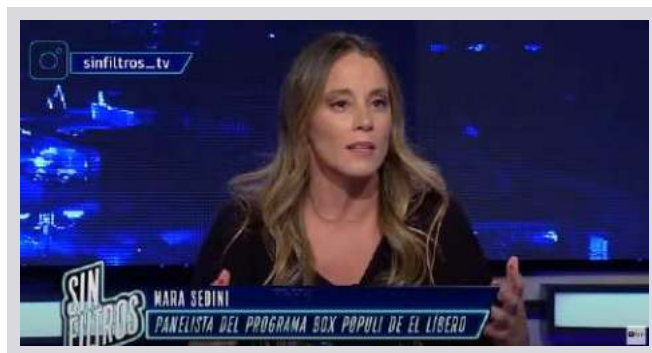 sinfiltros_tv
SIN
FILTROS
MARA SEDINI
PANELISTA DEL PROGRAMA BOX POPULI DE EL LÍBERO